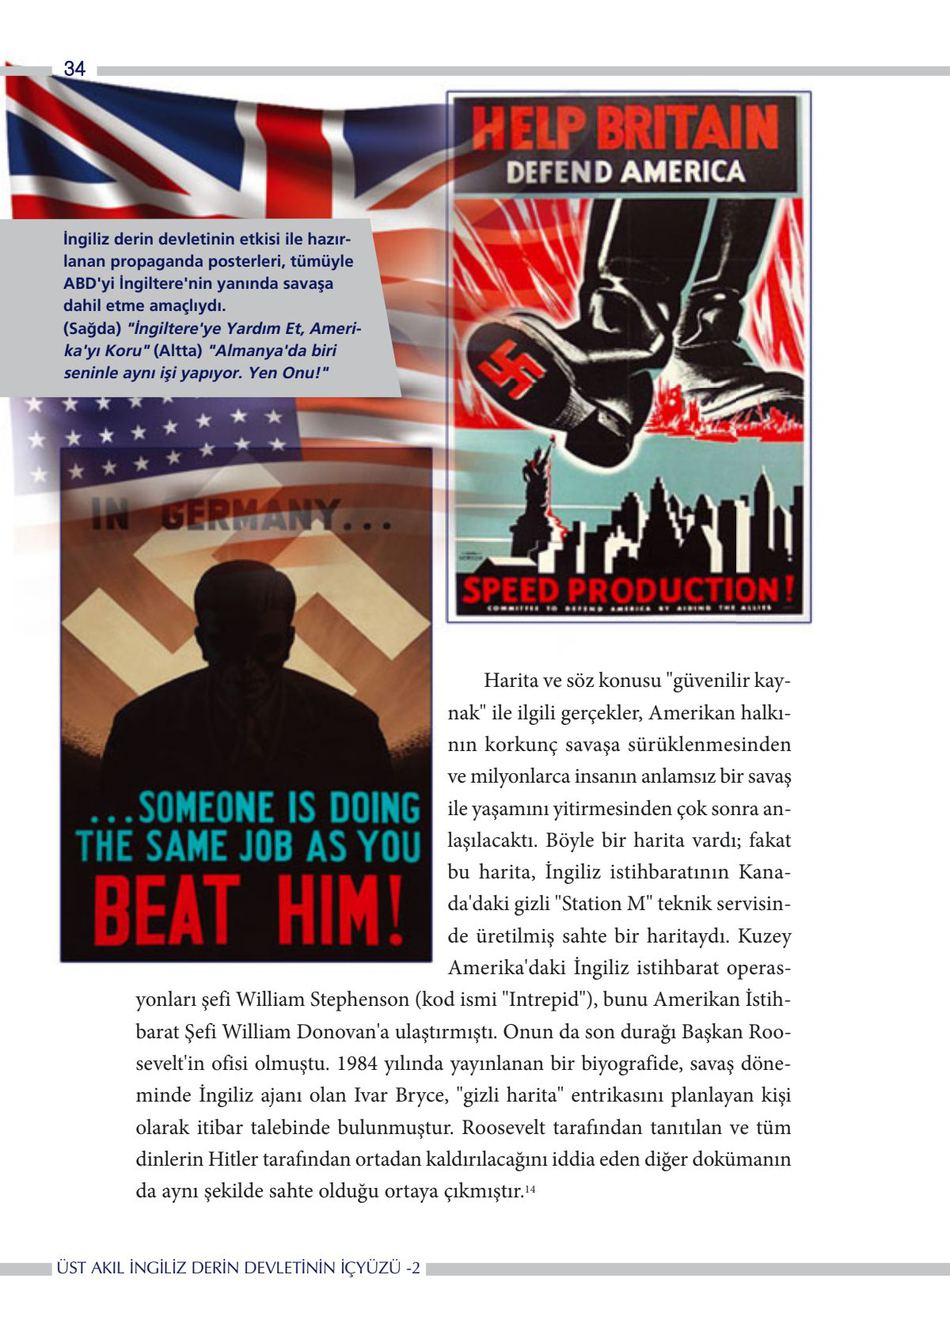 34
HELP BRITAIN
DEFEND AMERICA
İngiliz derin devletinin etkisi ile hazır-
lanan propaganda posterleri, tümüyle
ABD'yi İngiltere'nin yanında savaşa
dahil etme amaçlıydı.
(Sağda) "İngiltere'ye Yardım Et, Ameri-
ka'yı Koru" (Altta) "Almanya'da biri
seninle aynı işi yapıyor. Yen Onu!"
SPEED PRODUCTION!
COMMITTEE TO DEFEND AMERICA BY AIDING THE ALLIES
IN GERMANY...
...SOMEONE IS DOING
THE SAME JOB AS YOU
BEAT HIM!
Harita ve söz konusu "güvenilir kay-
nak" ile ilgili gerçekler, Amerikan halkı-
nın korkunç savaşa sürüklenmesinden
ve milyonlarca insanın anlamsız bir savaş
ile yaşamını yitirmesinden çok sonra an-
laşılacaktı. Böyle bir harita vardı; fakat
bu harita, İngiliz istihbaratının Kana-
da'daki gizli "Station M" teknik servisin-
de üretilmiş sahte bir haritaydı. Kuzey
Amerika'daki İngiliz istihbarat operas-
yonları şefi William Stephenson (kod ismi "Intrepid"), bunu Amerikan İstih-
barat Şefi William Donovan'a ulaştırmıştı. Onun da son durağı Başkan Roo-
sevelt'in ofisi olmuştu. 1984 yılında yayınlanan bir biyografide, savaş döne-
minde İngiliz ajanı olan Ivar Bryce, "gizli harita" entrikasını planlayan kişi
olarak itibar talebinde bulunmuştur. Roosevelt tarafından tanıtılan ve tüm
dinlerin Hitler tarafından ortadan kaldırılacağını iddia eden diğer dokümanın
da aynı şekilde sahte olduğu ortaya çıkmıştır.14
ÜST AKIL İNGİLİZ DERİN DEVLETİNİN İÇYÜZÜ -2